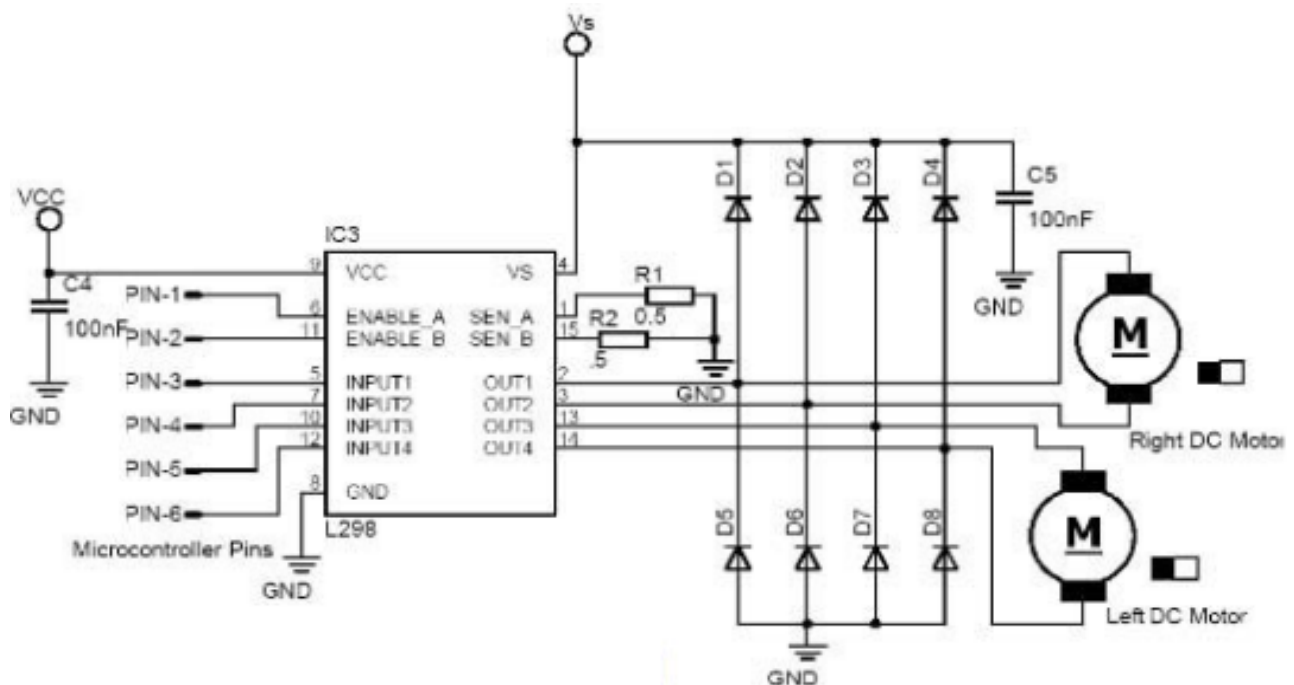 Vs
D1
D2
D3
D4
C5
100nF
GND
VCC
C4
100nF
GND
IC3
9 VCC VS 4
PIN-1
6 ENABLE_A SEN_A 1
R1
0.5
PIN-2
11 ENABLE_B SEN_B 15
R2
.5
GND
PIN-3
5 INPUT1 OUT1 2
PIN-4
7 INPUT2 OUT2 3
PIN-5
10 INPUT3 OUT3 13
PIN-6
12 INPUT4 OUT4 14
8 GND
L298
Microcontroller Pins
GND
M
Right DC Motor
D5
D6
D7
D8
M
Left DC Motor
GND